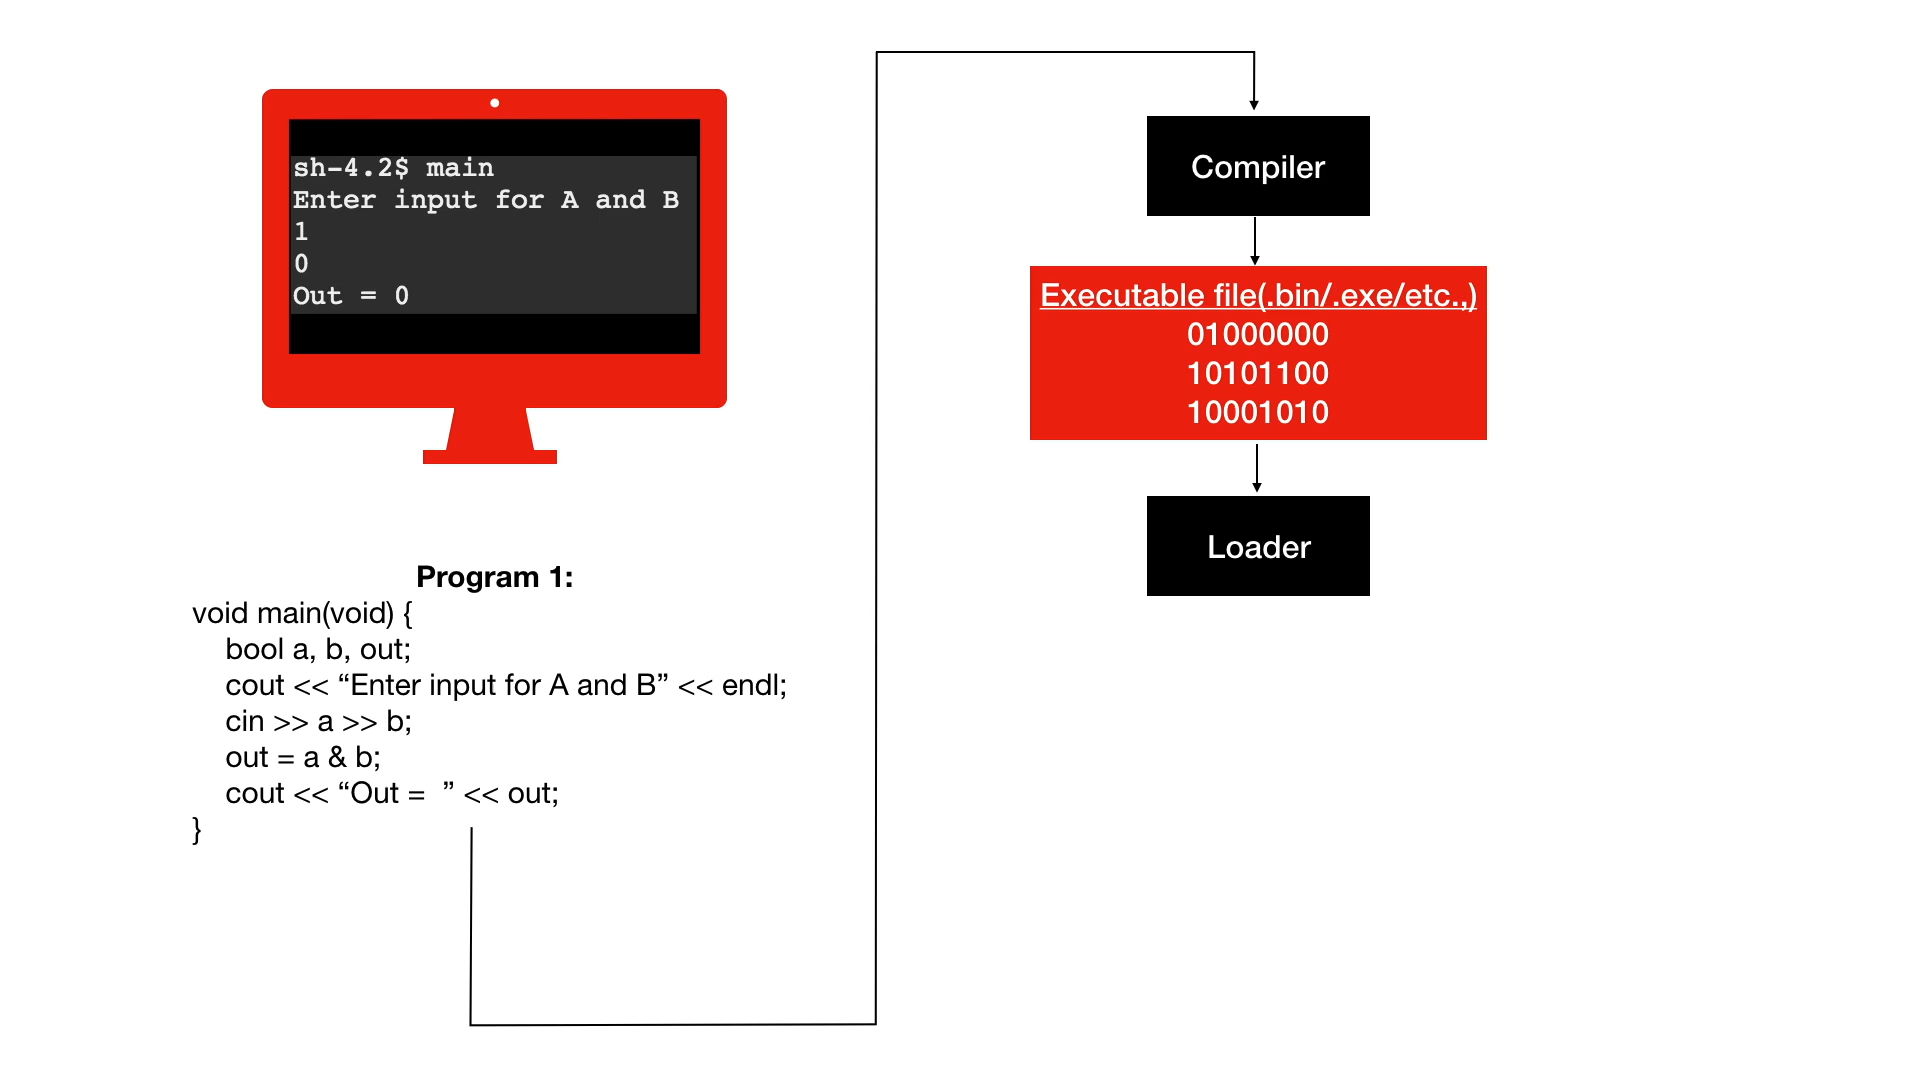 sh-4.2$ main
Enter input for A and B
1
0
Out = 0
Program 1:
void main(void) {
bool a, b, out;
cout << “Enter input for A and B” << endl;
cin >> a >> b;
out = a & b;
cout << “Out =  ” << out;
}
Compiler
Executable file(.bin/.exe/etc.,)
01000000
10101100
10001010
Loader